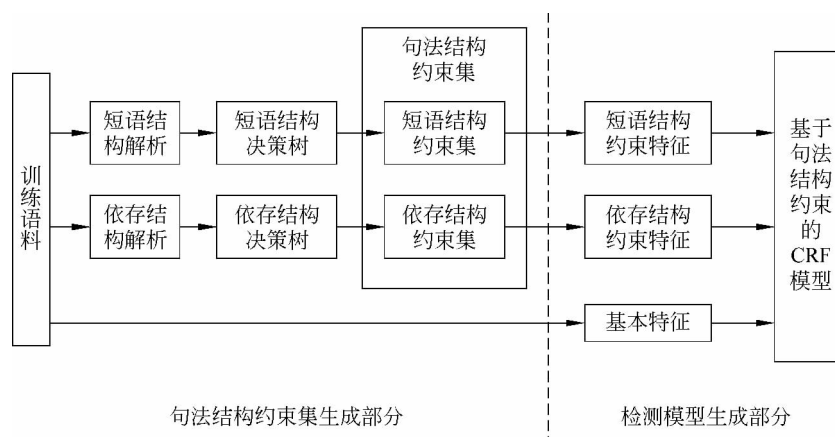 句法结构
约束集
训练语料
短语结
构解析
短语结构
决策树
短语结构
约束集
短语结构
约束特征
依存结
构解析
依存结构
决策树
依存结构
约束集
依存结构
约束特征
基本特征
基于
句法
结构
约束
的
CRF
模型
句法结构约束集生成部分
检测模型生成部分